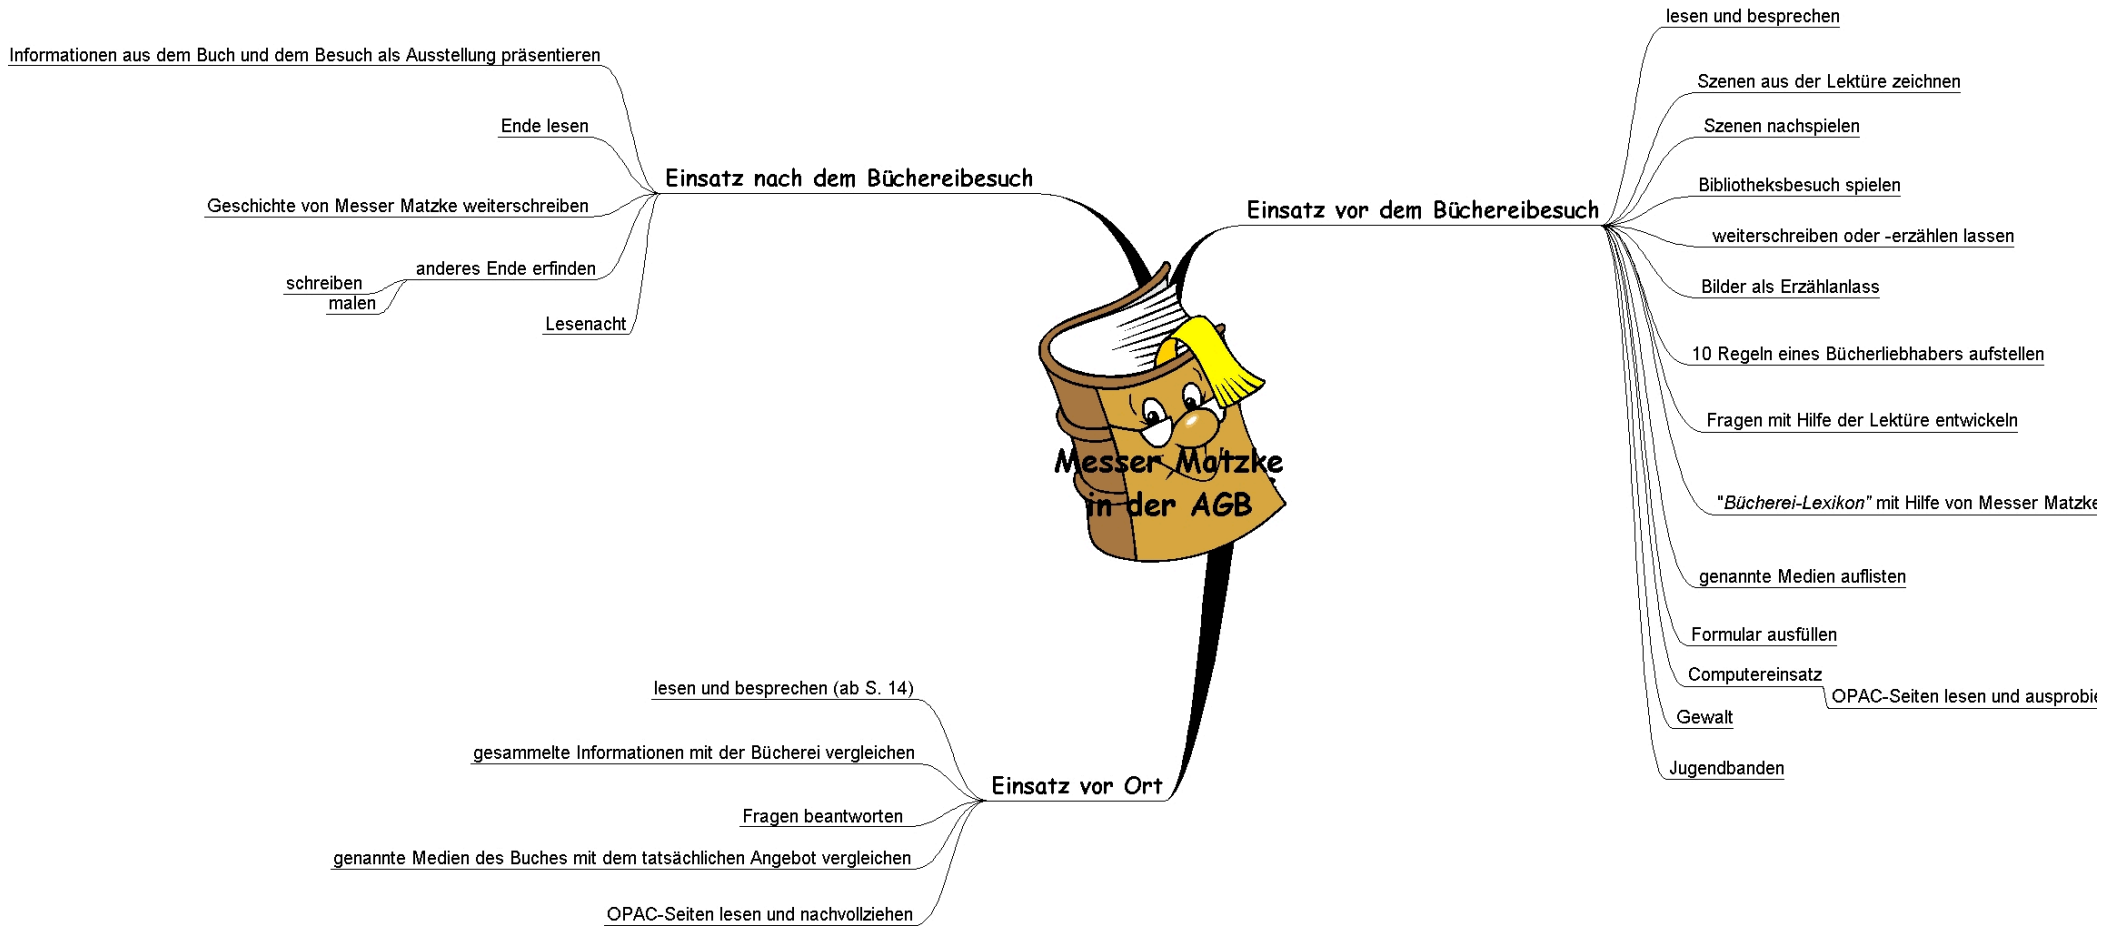 Messer Matzke
in der AGB
Einsatz vor dem Büchereibesuch
lesen und besprechen
Szenen aus der Lektüre zeichnen
Szenen nachspielen
Bibliotheksbesuch spielen
weiterschreiben oder -erzählen lassen
Bilder als Erzählanlass
10 Regeln eines Bücherliebhabers aufstellen
Fragen mit Hilfe der Lektüre entwickeln
"Bücherei-Lexikon" mit Hilfe von Messer Matzke
genannte Medien auflisten
Formular ausfüllen
Computereinsatz
OPAC-Seiten lesen und
Gewalt
Jugendbanden
Einsatz vor Ort
lesen und besprechen (ab S. 14)
gesammelte Informationen mit der Bücherei vergleichen
Fragen beantworten
genannte Medien des Buches mit dem tatsächlichen Angebot vergleichen
OPAC-Seiten lesen und nachvollziehen
Einsatz nach dem Büchereibesuch
Informationen aus dem Buch und dem Besuch als Ausstellung präsentieren
Ende lesen
Geschichte von Messer Matzke weiterschreiben
anderes Ende erfinden
schreiben
malen
Lesenacht